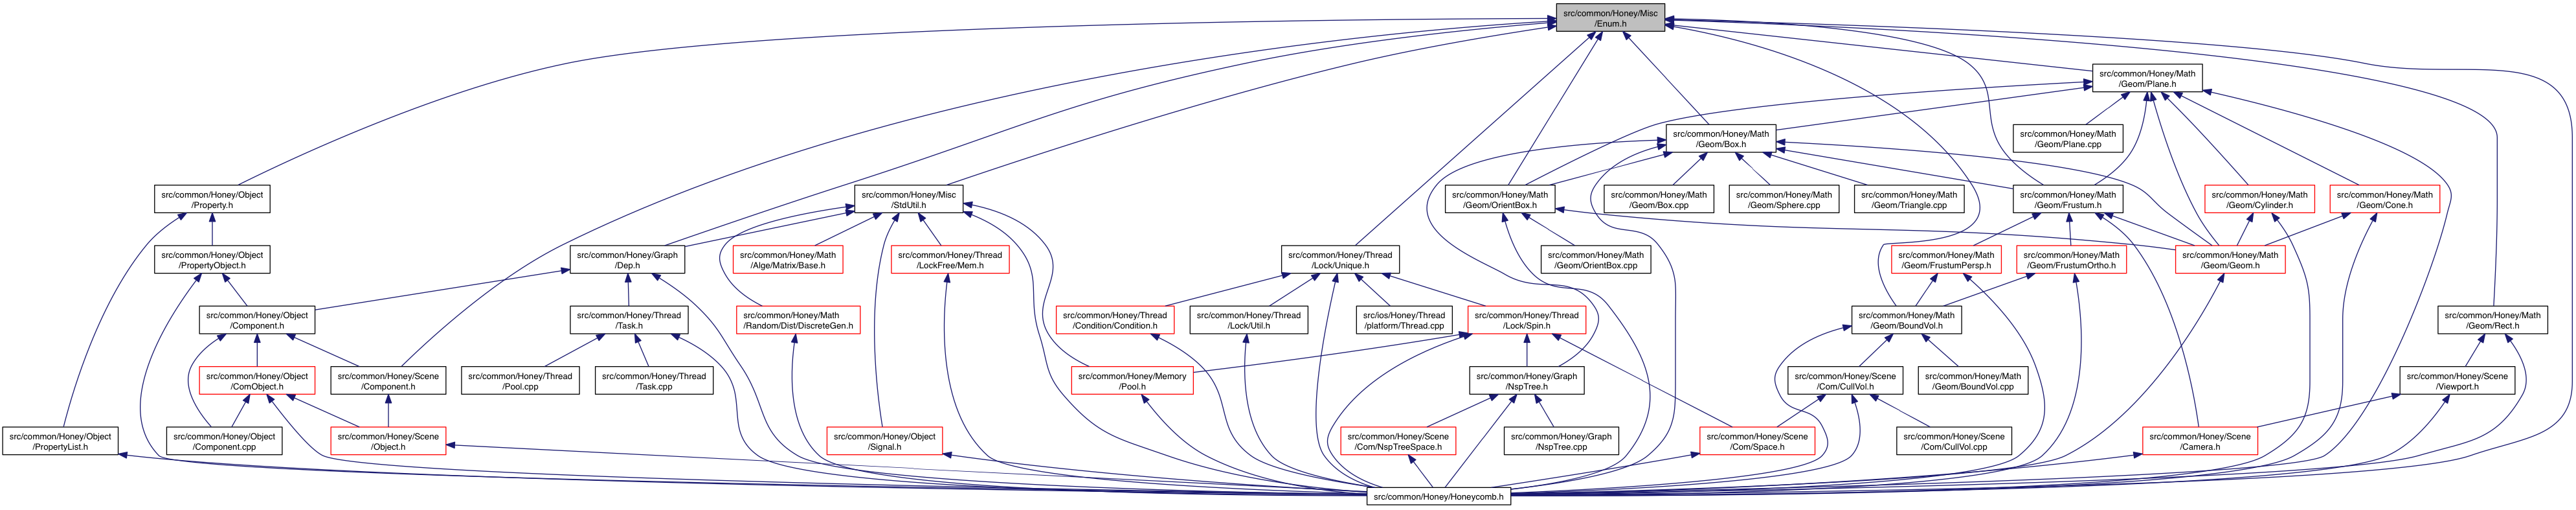 src/common/Honey/Misc
/Enum.h
src/common/Honey/Math
/Geom/Plane.h
src/common/Honey/Math
/Geom/Box.h
src/common/Honey/Math
/Geom/Plane.cpp
src/common/Honey/Object
/Property.h
src/common/Honey/Misc
/StdUtil.h
src/common/Honey/Math
/Geom/OrientBox.h
src/common/Honey/Math
/Geom/Box.cpp
src/common/Honey/Math
/Geom/Sphere.cpp
src/common/Honey/Math
/Geom/Triangle.cpp
src/common/Honey/Math
/Geom/Frustum.h
src/common/Honey/Math
/Geom/Cylinder.h
src/common/Honey/Math
/Geom/Cone.h
src/common/Honey/Object
/PropertyObject.h
src/common/Honey/Graph
/Dep.h
src/common/Honey/Math
/Alge/Matrix/Base.h
src/common/Honey/Thread
/LockFree/Mem.h
src/common/Honey/Thread
/Lock/Unique.h
src/common/Honey/Math
/Geom/OrientBox.cpp
src/common/Honey/Math
/Geom/FrustumPersp.h
src/common/Honey/Math
/Geom/FrustumOrtho.h
src/common/Honey/Math
/Geom/Geom.h
src/common/Honey/Object
/Component.h
src/common/Honey/Thread
/Task.h
src/common/Honey/Math
/Random/Dist/DiscreteGen.h
src/common/Honey/Thread
/Condition/Condition.h
src/common/Honey/Thread
/Lock/Util.h
src/ios/Honey/Thread
/platform/Thread.cpp
src/common/Honey/Thread
/Lock/Spin.h
src/common/Honey/Math
/Geom/BoundVol.h
src/common/Honey/Math
/Geom/Rect.h
src/common/Honey/Object
/ComObject.h
src/common/Honey/Scene
/Component.h
src/common/Honey/Thread
/Pool.cpp
src/common/Honey/Thread
/Task.cpp
src/common/Honey/Memory
/Pool.h
src/common/Honey/Graph
/NspTree.h
src/common/Honey/Scene
/Com/CullVol.h
src/common/Honey/Math
/Geom/BoundVol.cpp
src/common/Honey/Scene
/Viewport.h
src/common/Honey/Object
/PropertyList.h
src/common/Honey/Object
/Component.cpp
src/common/Honey/Scene
/Object.h
src/common/Honey/Object
/Signal.h
src/common/Honey/Scene
/Com/NspTreeSpace.h
src/common/Honey/Graph
/NspTree.cpp
src/common/Honey/Scene
/Com/Space.h
src/common/Honey/Scene
/Com/CullVol.cpp
src/common/Honey/Scene
/Camera.h
src/common/Honey/Honeycomb.h